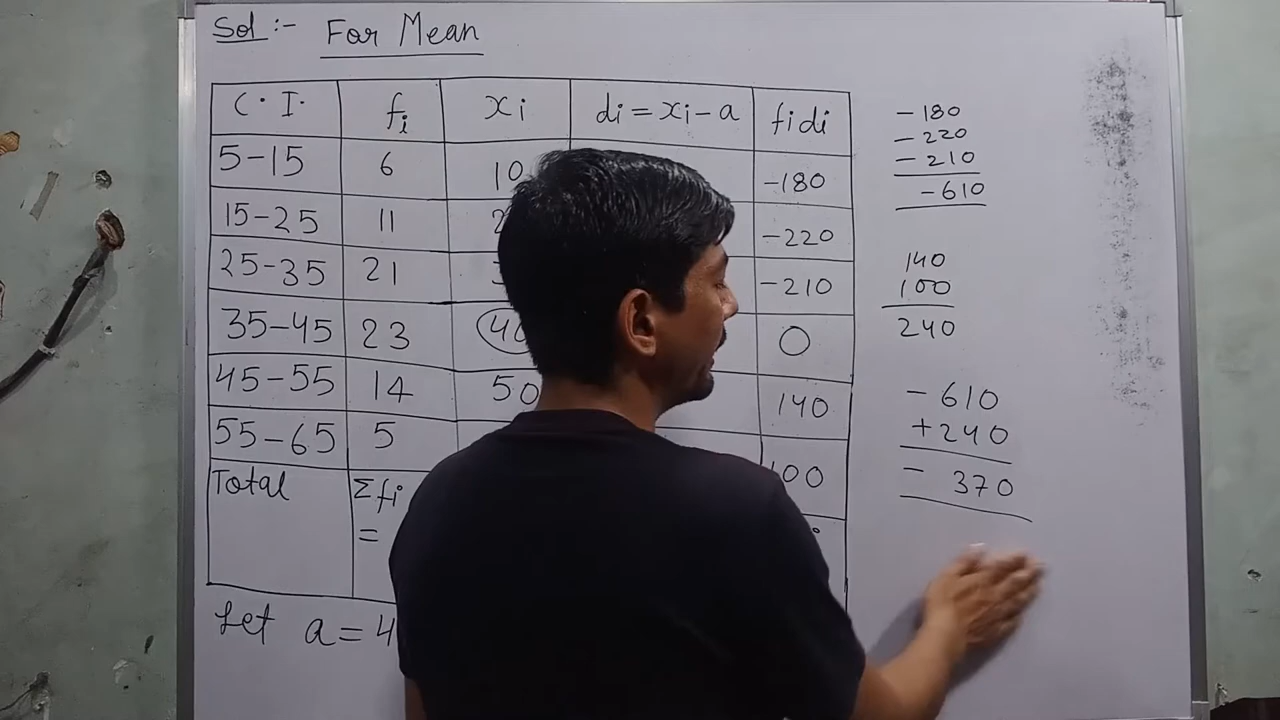 Sol :- For Mean
C. I. fi xi di = xi - a fidi
5-15 6 10 -180
15-25 11 -220
25-35 21 -210
35-45 23 40 0
45-55 14 50 140
55-65 5 100
Total Σfi
=
Let a = 4
-180
-220
-210
-610
140
100
240
-610
+240
-370